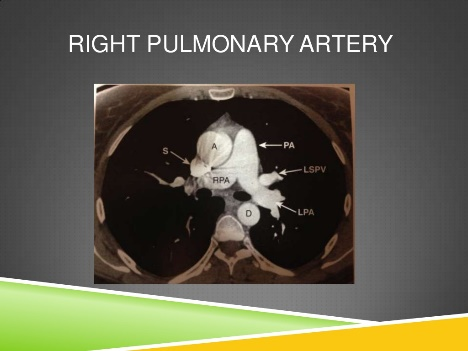 RIGHT PULMONARY ARTERY
A
PA
S
LSPV
RPA
D
LPA